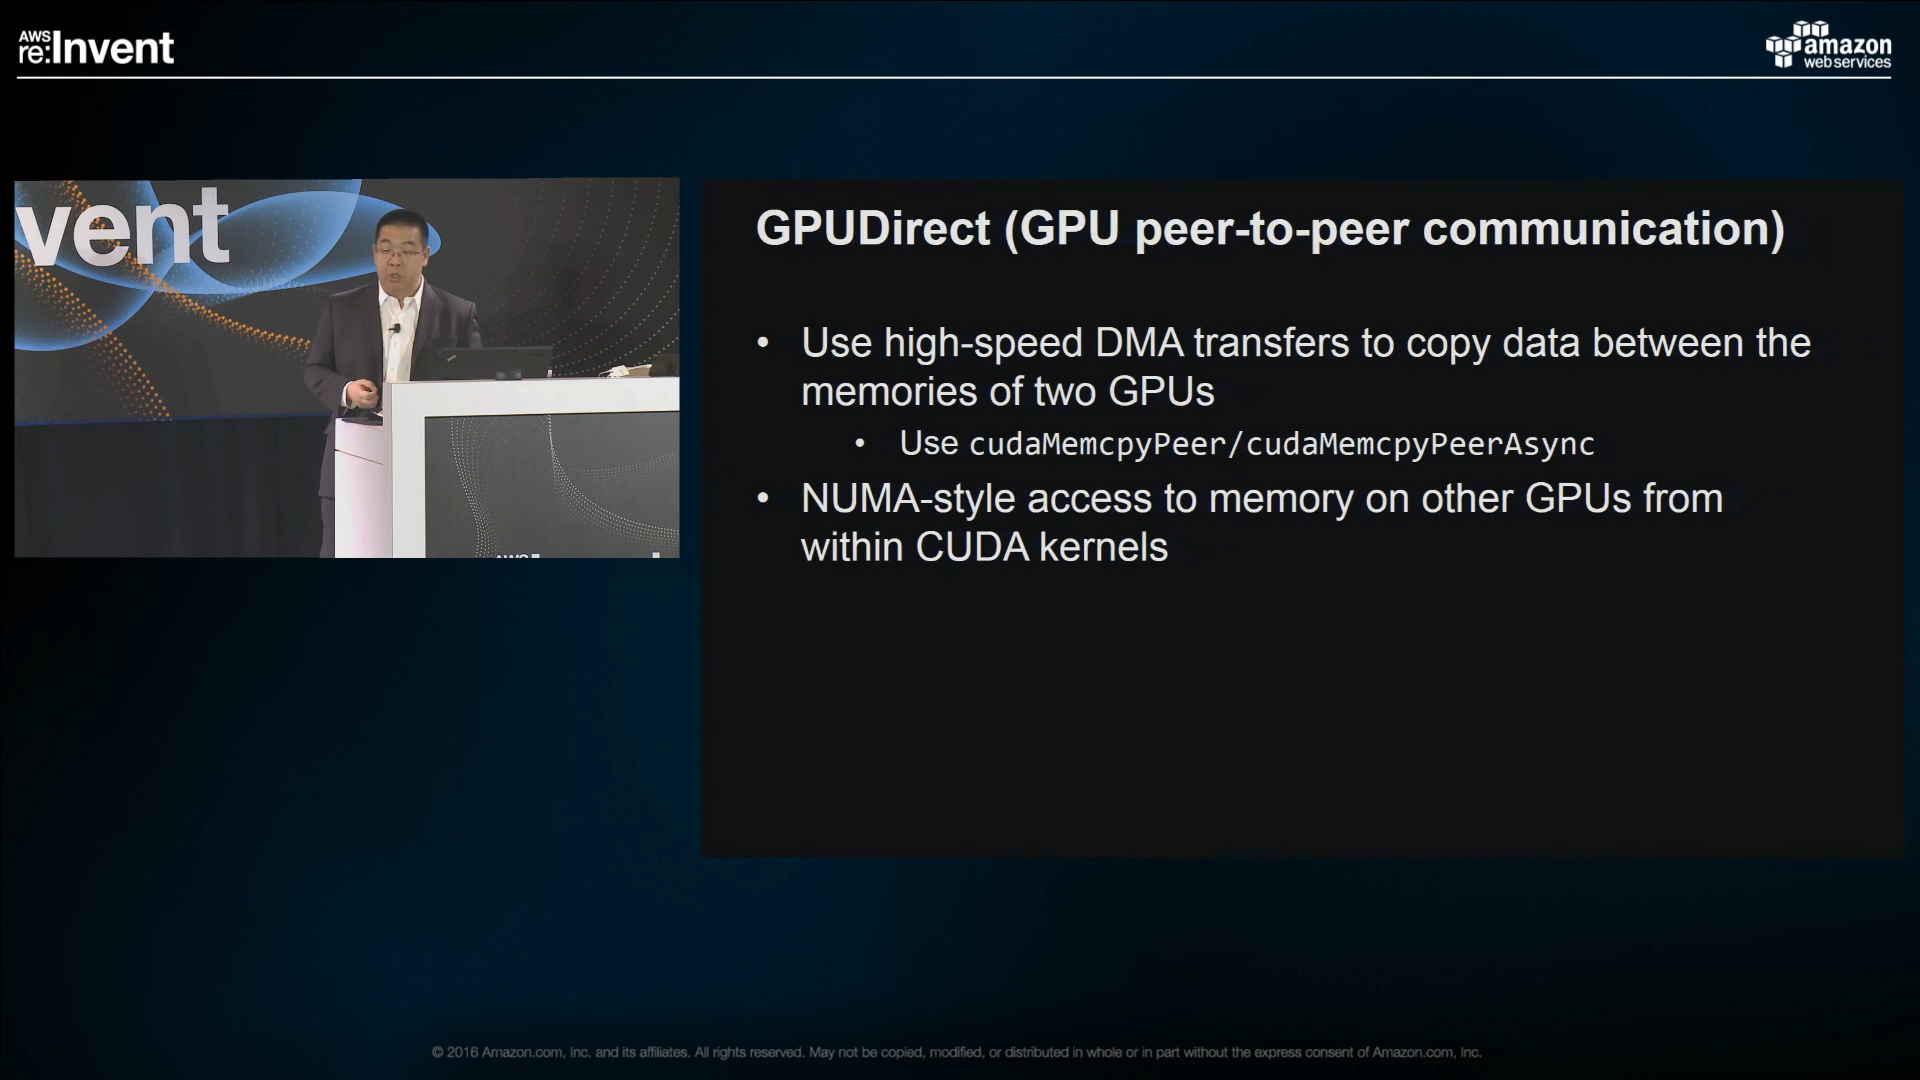 AWS
re:Invent
amazon
web services
vent
GPUDirect (GPU peer-to-peer communication)
• Use high-speed DMA transfers to copy data between the
memories of two GPUs
• Use cudaMemcpyPeer/cudaMemcpyPeerAsync
• NUMA-style access to memory on other GPUs from
within CUDA kernels
© 2016 Amazon.com, Inc. and its affiliates. All rights reserved. May not be copied, modified, or distributed in whole or in part without the express consent of Amazon.com, Inc.